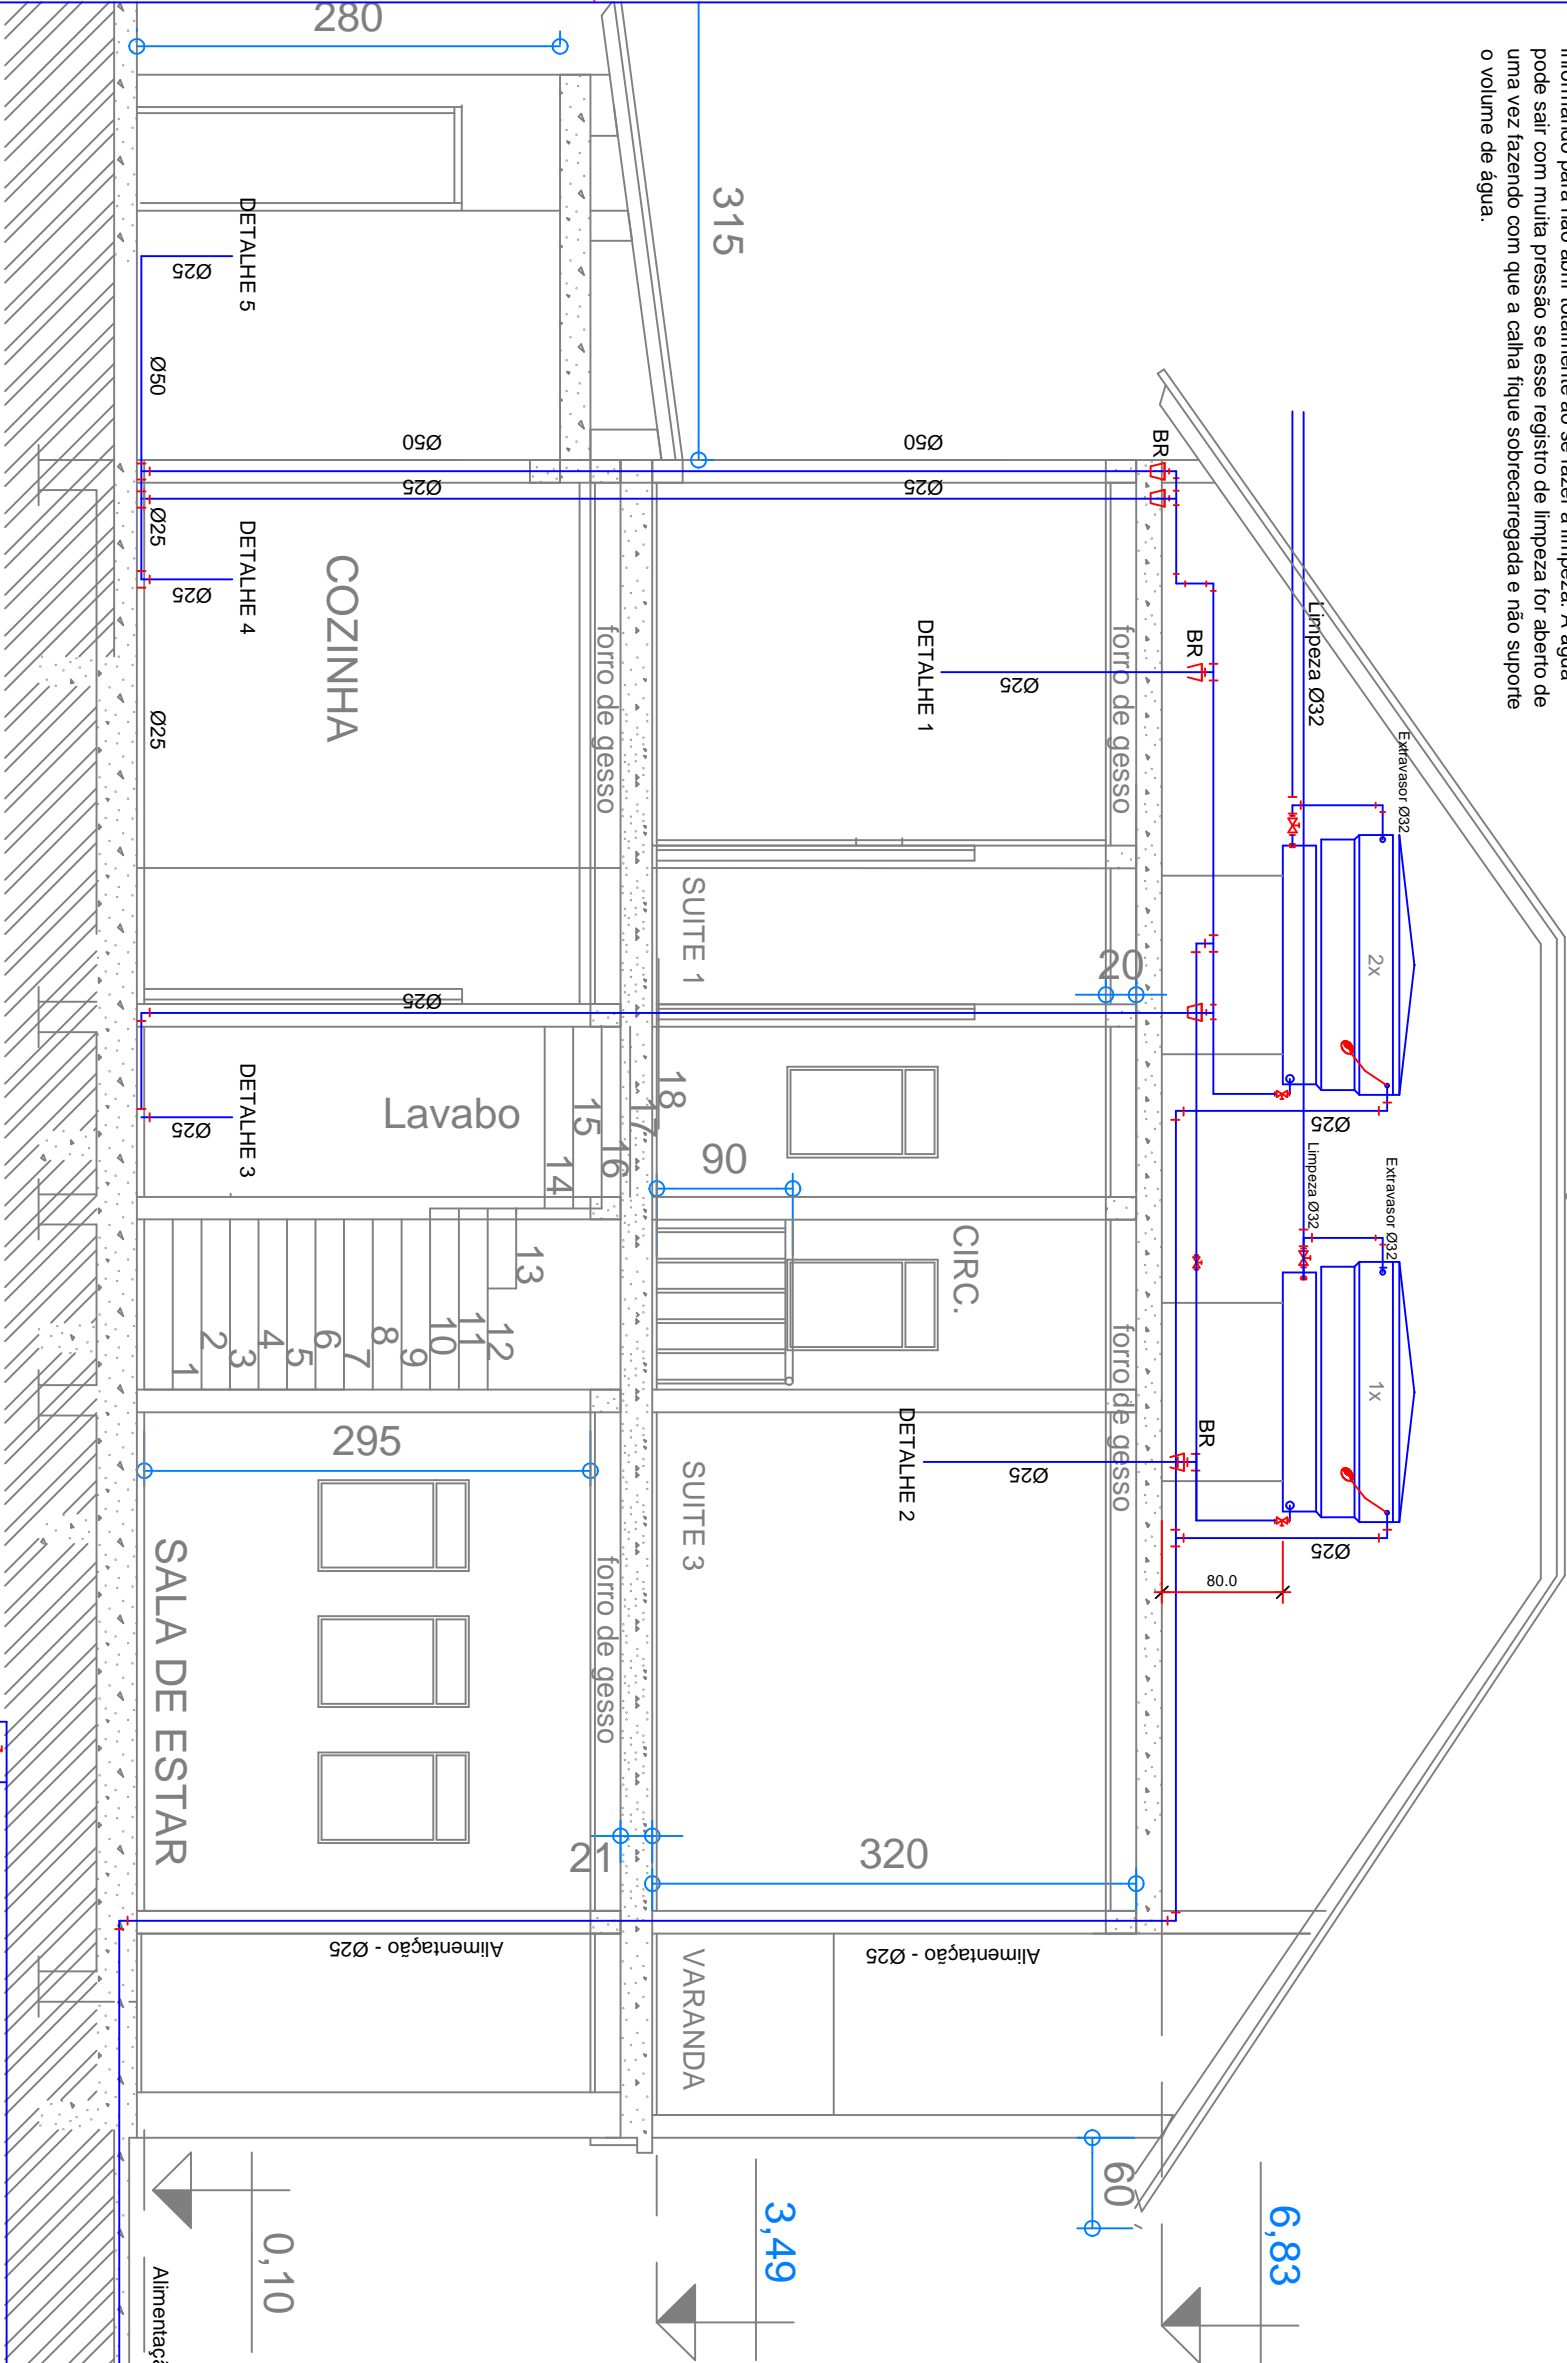 pode sair com muita pressão se esse registro de limpeza for aberto de
uma vez fazendo com que a calha fique sobrecarregada e não suporte
o volume de água.
Extravasor Ø32
Limpeza Ø32
2x
Ø25
Extravasor Ø32
Limpeza Ø32
1x
Ø25
80.0
BR
BR
BR
6,83
60
315
Ø50
Ø25
DETALHE 1
Ø25
forro de gesso
SUITE 1
20
90
CIRC.
forro de gesso
DETALHE 2
Ø25
SUITE 3
320
21
Alimentação - Ø25
VARANDA
3,49
280
DETALHE 5
Ø25
Ø50
Ø50
Ø25
Ø25
DETALHE 4
Ø25
COZINHA
forro de gesso
Ø25
Ø25
DETALHE 3
Ø25
Lavabo
18
17
16
15
14
13
12
11
10
9
8
7
6
5
4
3
2
1
295
forro de gesso
SALA DE ESTAR
Alimentação - Ø25
0,10